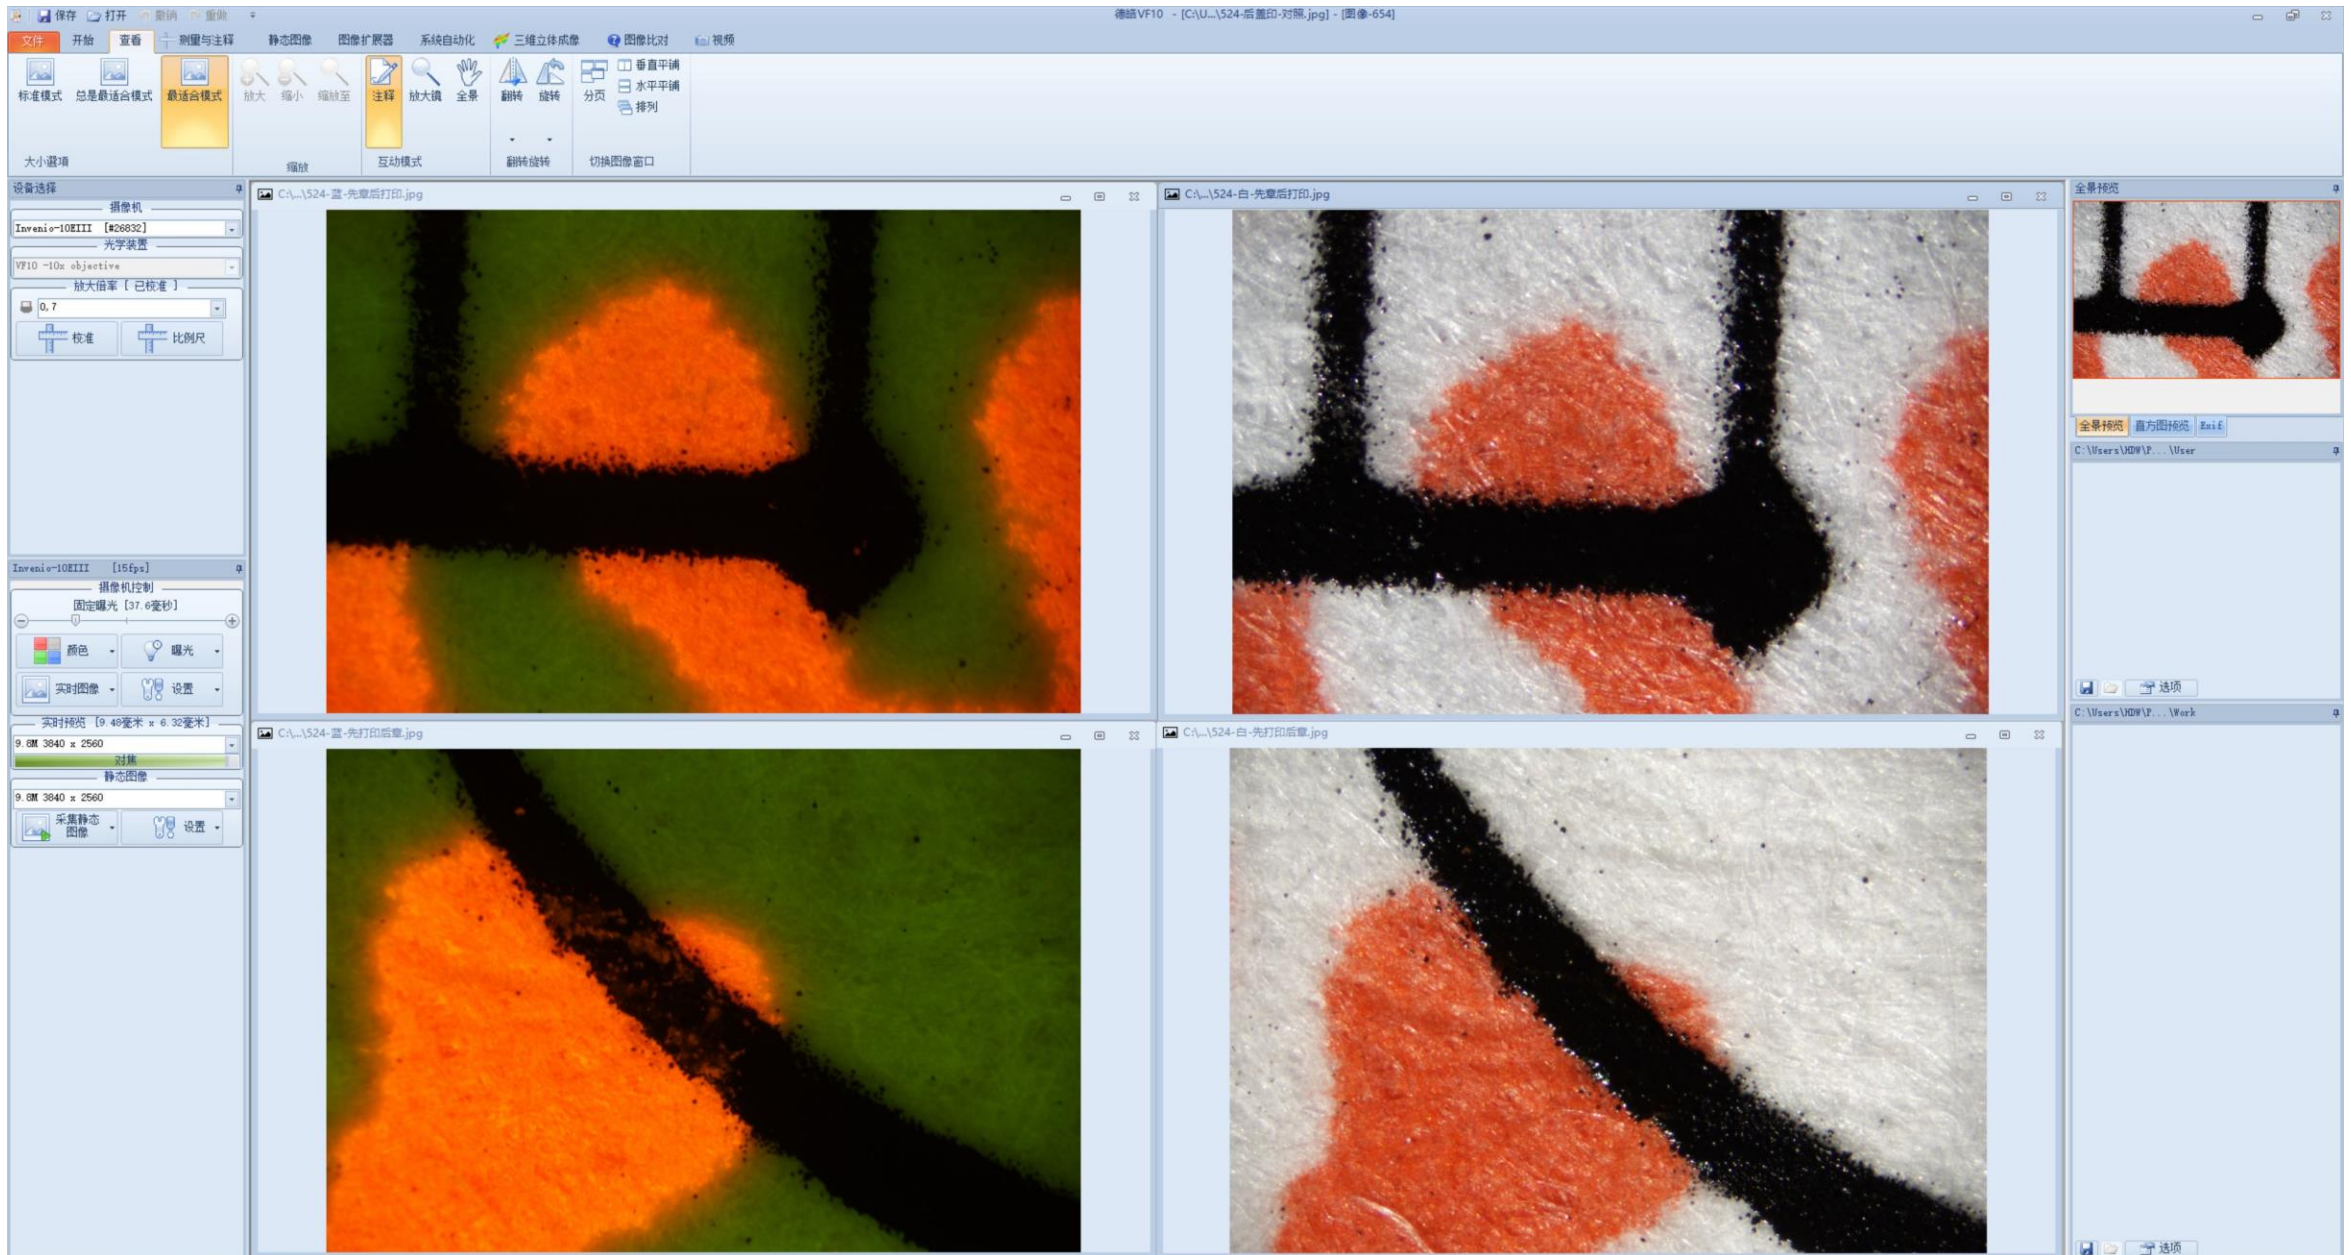 保存 打开 撤销 重做
德皓VF10 - [C:\U...\524-后盖印-对照.jpg] - [图像-654]
文件 开始 查看 测量与注释 静态图像 图像扩展器 系统自动化 三维立体成像 图像比对 视频
标准模式 总是最适合模式 最适合模式 放大 缩小 缩放至 注释 放大镜 全景 翻转 旋转 分页
垂直平铺
水平平铺
排列
大小選項 缩放 互动模式 翻转旋转 切换图像窗口
设备选择
摄像机
Invenio-10EIII [#26832]
光学装置
VF10 -10x objective
放大倍率 [ 已校准 ]
0,7
校准 比例尺
Invenio-10EIII [15fps]
摄像机控制
固定曝光 [37.6毫秒]
颜色 曝光
实时图像 设置
实时预览 [9.48毫米 x 6.32毫米]
9.8M 3840 x 2560
对焦
静态图像
9.8M 3840 x 2560
采集静态图像 设置
C:\...\524-蓝-先章后打印.jpg
C:\...\524-白-先章后打印.jpg
C:\...\524-蓝-先打印后章.jpg
C:\...\524-白-先打印后章.jpg
全景预览
全景预览 直方图预览 Exif
C:\Users\HDW\P...\User
选项
C:\Users\HDW\P...\Work
选项